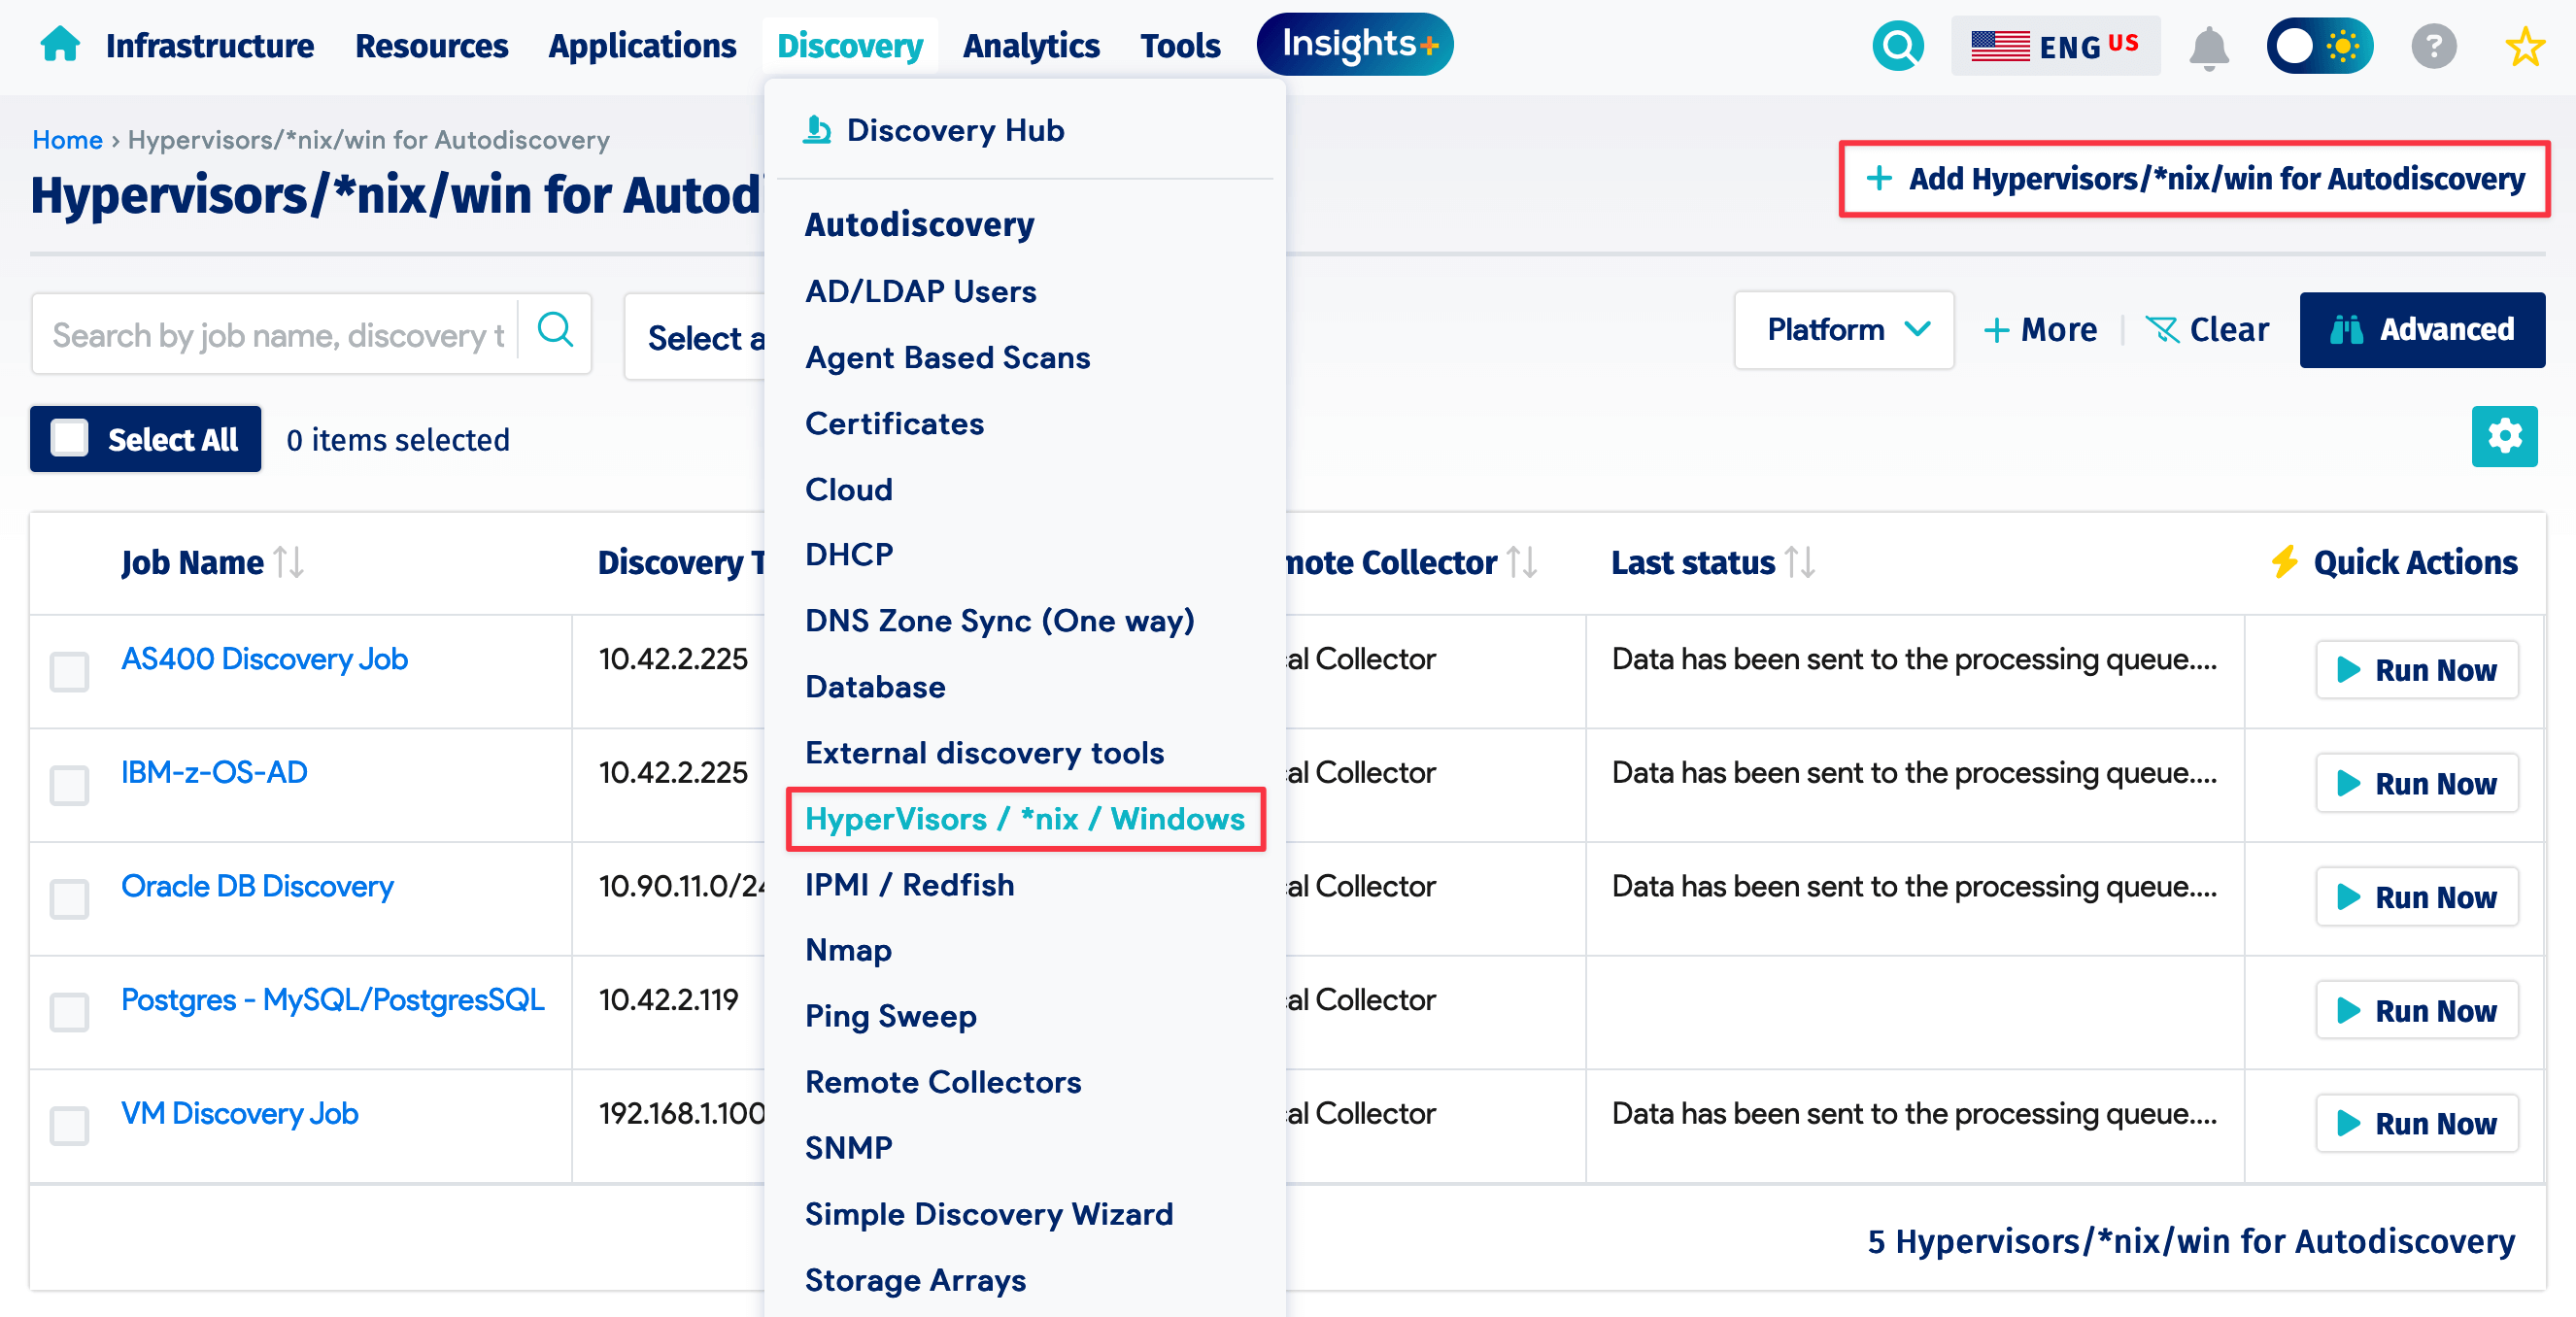 Infrastructure Resources Applications Discovery Analytics Tools Insights+ ENG US ?
Home › Hypervisors/*nix/win for Autodiscovery
Hypervisors/*nix/win for Autod
+ Add Hypervisors/*nix/win for Autodiscovery
Search by job name, discovery t
Select a
Platform
+ More
Clear
Advanced
Select All
0 items selected
Discovery Hub
Autodiscovery
AD/LDAP Users
Agent Based Scans
Certificates
Cloud
DHCP
DNS Zone Sync (One way)
Database
External discovery tools
HyperVisors / *nix / Windows
IPMI / Redfish
Nmap
Ping Sweep
Remote Collectors
SNMP
Simple Discovery Wizard
Storage Arrays
Job Name Discovery T mote Collector Last status Quick Actions
AS400 Discovery Job 10.42.2.225 al Collector Data has been sent to the processing queue.... Run Now
IBM-z-OS-AD 10.42.2.225 al Collector Data has been sent to the processing queue.... Run Now
Oracle DB Discovery 10.90.11.0/24 al Collector Data has been sent to the processing queue.... Run Now
Postgres - MySQL/PostgresSQL 10.42.2.119 al Collector Run Now
VM Discovery Job 192.168.1.100 al Collector Data has been sent to the processing queue.... Run Now
5 Hypervisors/*nix/win for Autodiscovery